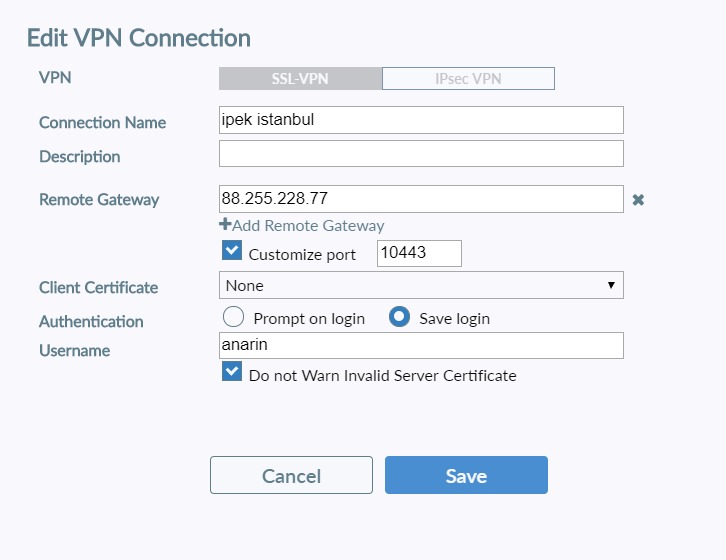 Edit VPN Connection
VPN SSL-VPN IPsec VPN
Connection Name ipek istanbul
Description
Remote Gateway 88.255.228.77
Add Remote Gateway
Customize port 10443
Client Certificate None
Authentication Prompt on login Save login
Username anarin
Do not Warn Invalid Server Certificate
Cancel Save